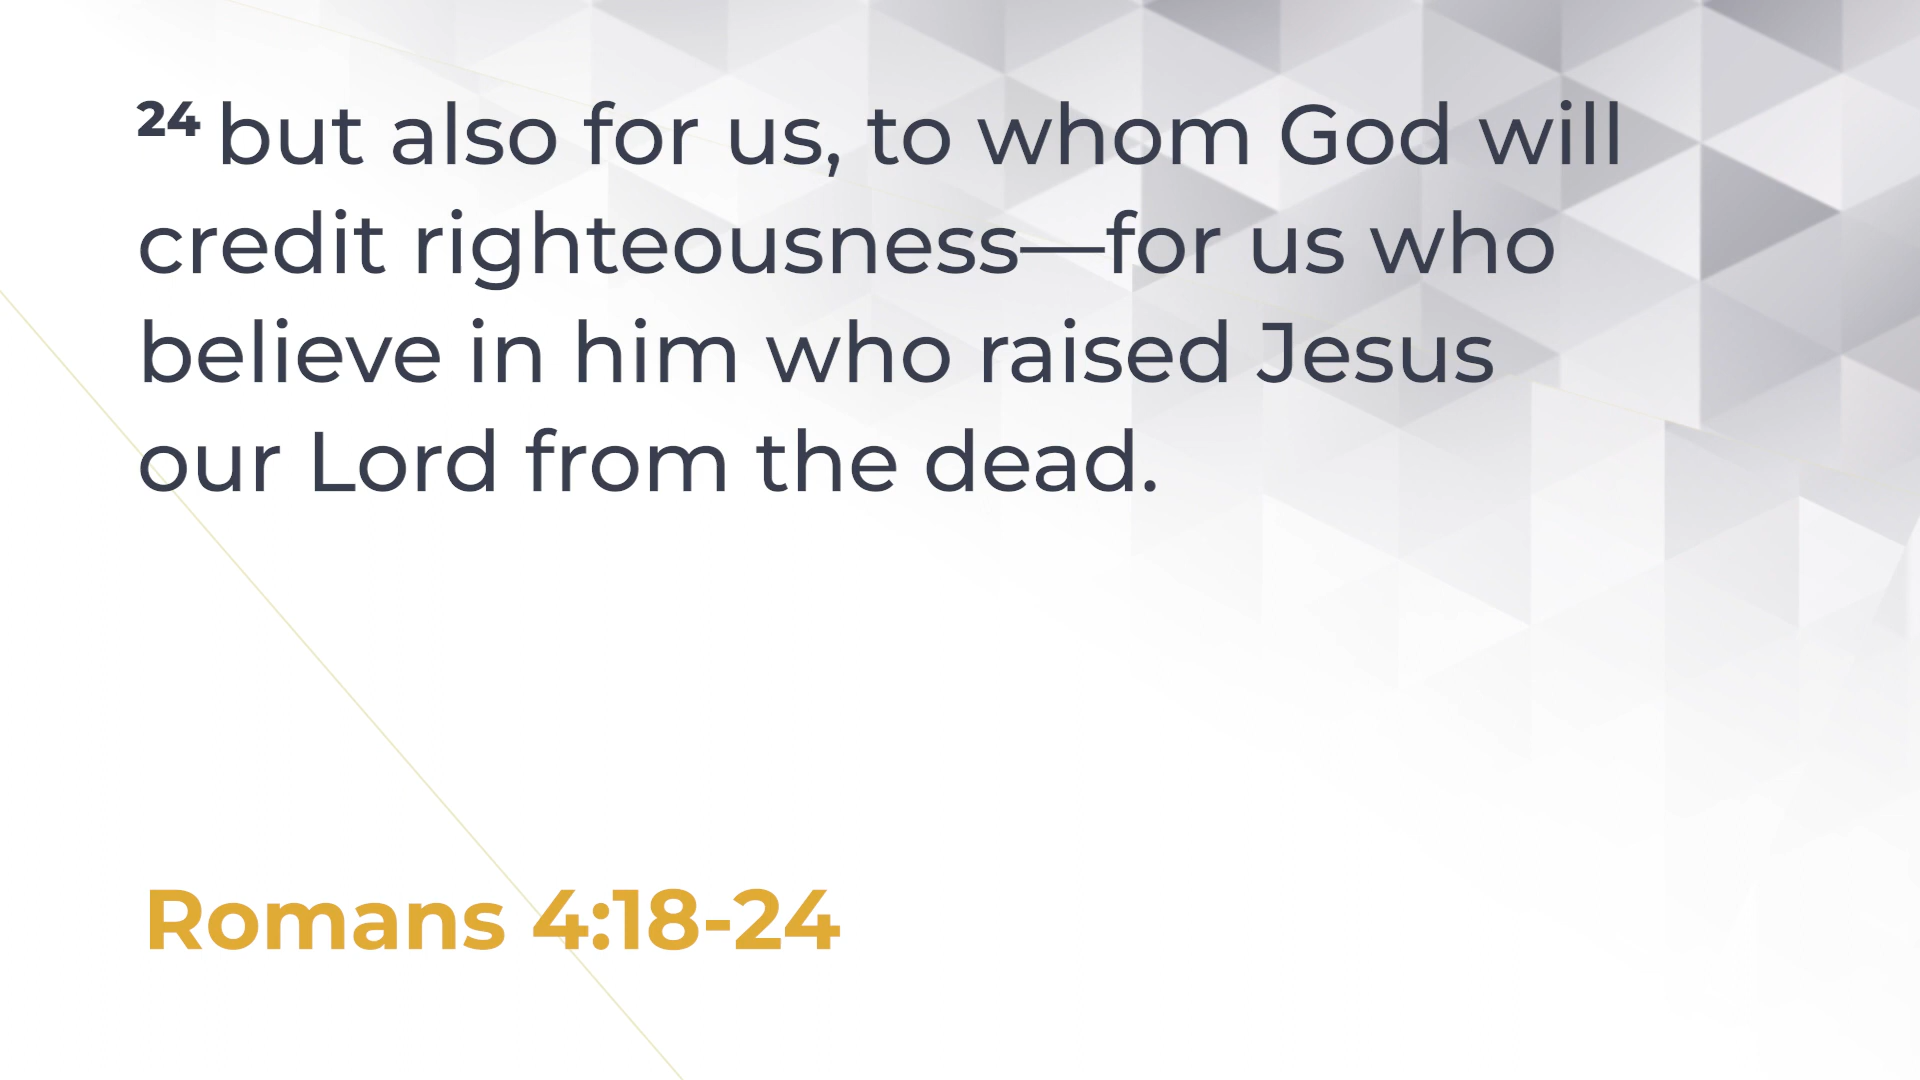 24 but also for us, to whom God will
credit righteousness—for us who
believe in him who raised Jesus
our Lord from the dead.
Romans 4:18-24